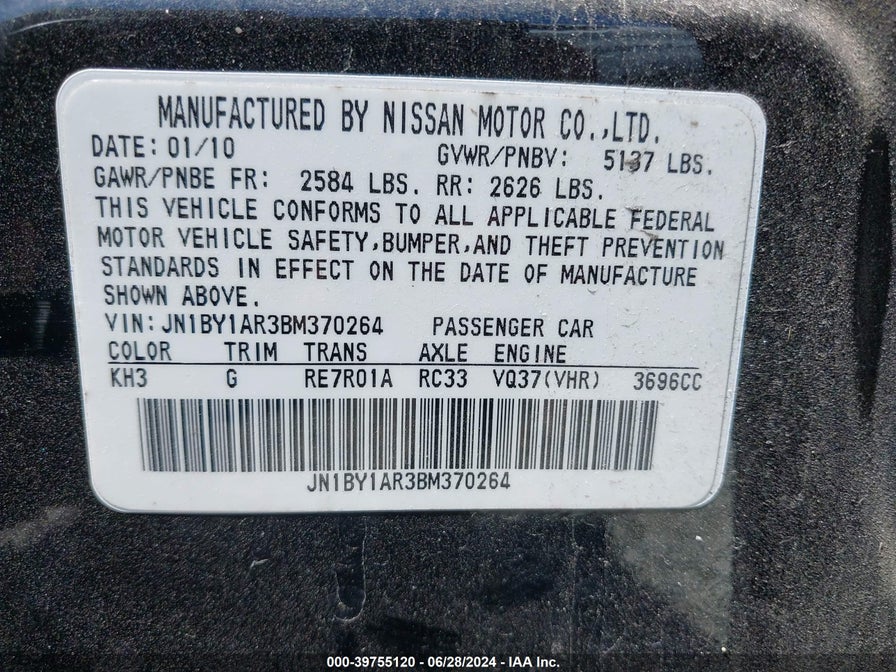 MANUFACTURED BY NISSAN MOTOR CO.,LTD.
DATE: 01/10 GVWR/PNBV: 5137 LBS.
GAWR/PNBE FR: 2584 LBS. RR: 2626 LBS.
THIS VEHICLE CONFORMS TO ALL APPLICABLE FEDERAL
MOTOR VEHICLE SAFETY,BUMPER,AND THEFT PREVENTION
STANDARDS IN EFFECT ON THE DATE OF MANUFACTURE
SHOWN ABOVE.
VIN:JN1BY1AR3BM370264 PASSENGER CAR
COLOR TRIM TRANS AXLE ENGINE
KH3 G RE7R01A RC33 VQ37(VHR) 3696CC
JN1BY1AR3BM370264
000-39755120 - 06/28/2024 - IAA Inc.